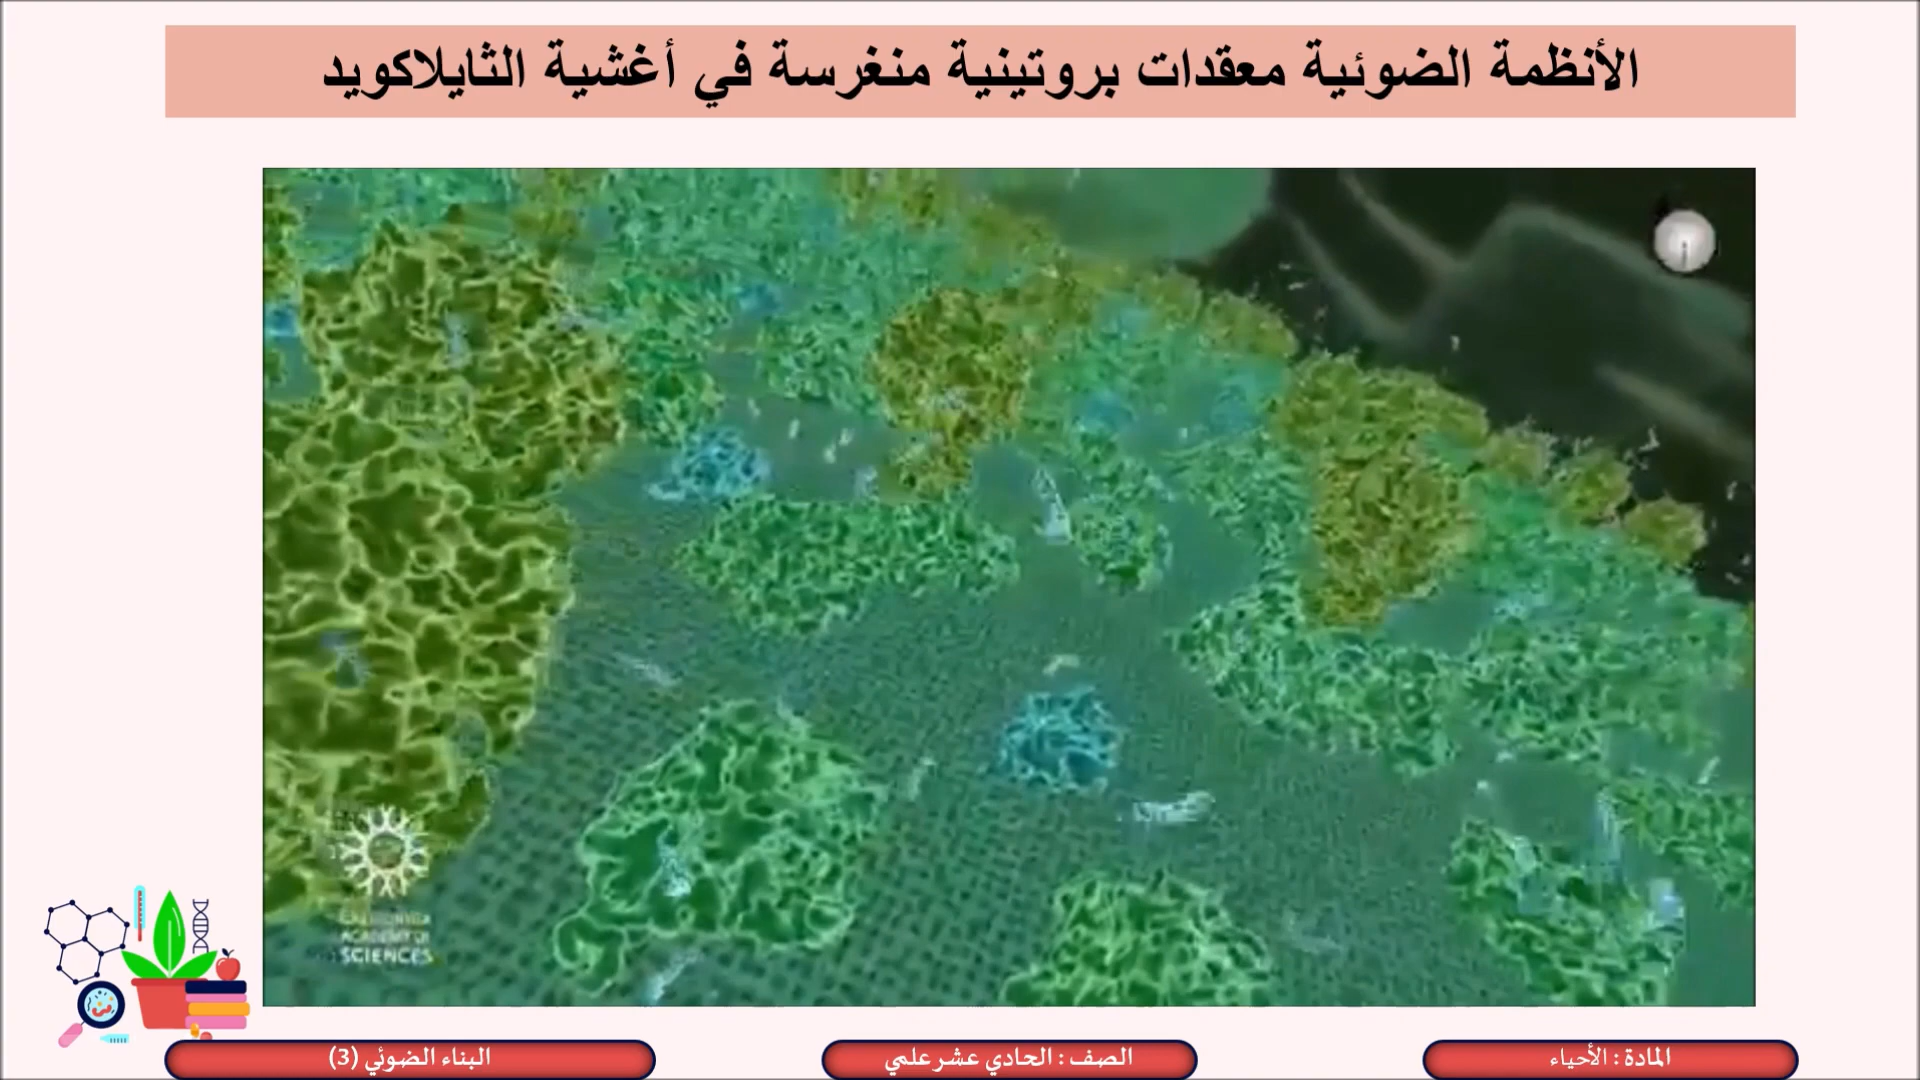 الأنظمة الضوئية معقدات بروتينية منغرسة في أغشية الثايلاكويد
CALIFORNIA
ACADEMY OF
SCIENCES
المادة : الأحياء
الصف : الحادي عشر علمي
البناء الضوئي (3)